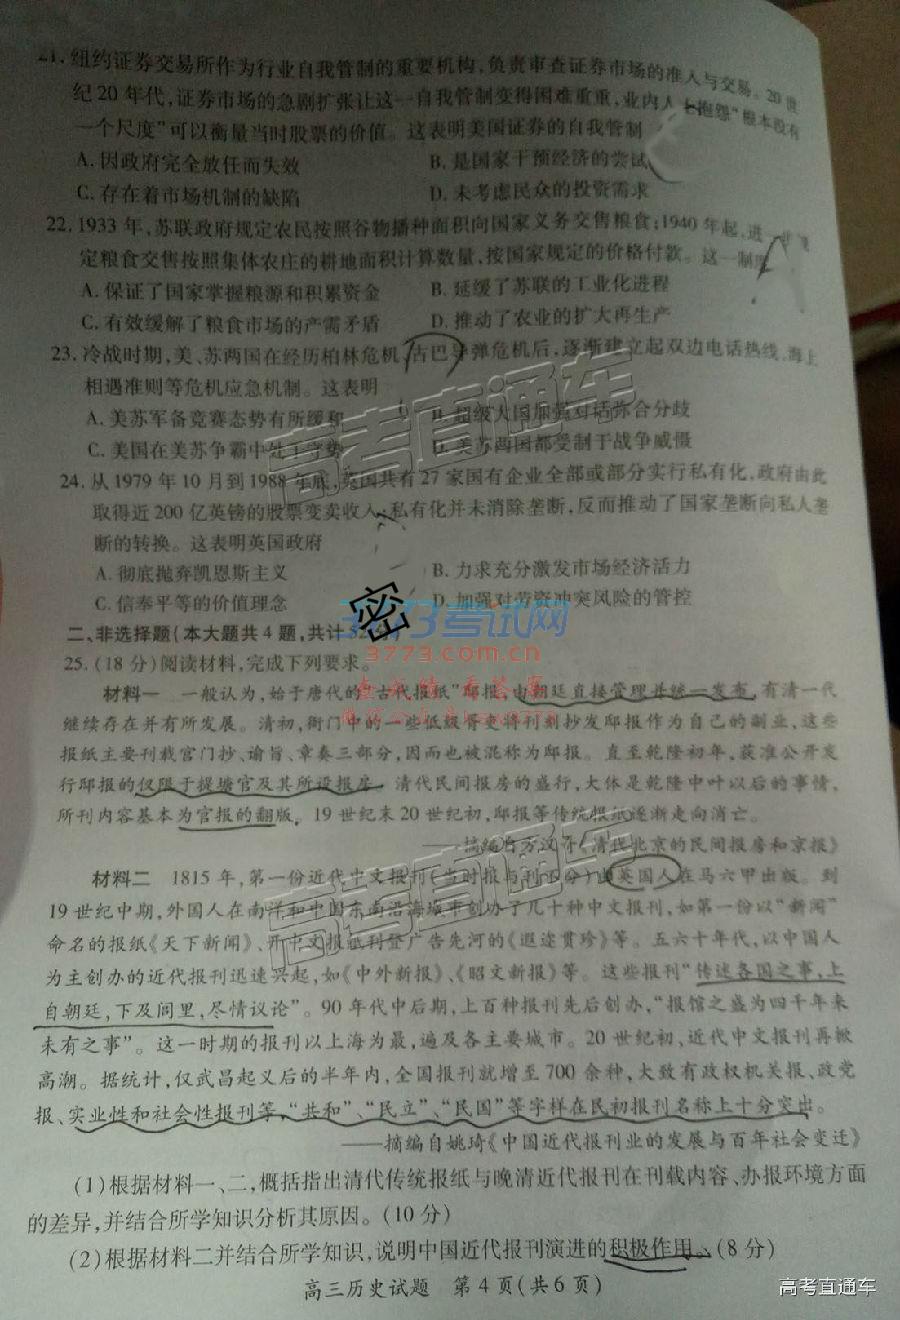 21. 纽约证券交易所作为行业自我管制的重要机构,负责审查证券市场的准入与交易。20世
纪20年代,证券市场的急剧扩张让这一自我管制变得困难重重,业内人士抱怨“根本没有
一个尺度”可以衡量当时股票的价值。这表明美国证券的自我管制
A. 因政府完全放任而失效 B. 是国家干预经济的尝试
C. 存在着市场机制的缺陷 D. 未考虑民众的投资需求
22. 1933年,苏联政府规定农民按照谷物播种面积向国家义务交售粮食;1940年起,进一步规
定粮食交售按照集体农庄的耕地面积计算数量,按国家规定的价格付款。这一制度
A. 保证了国家掌握粮源和积累资金 B. 延缓了苏联的工业化进程
C. 有效缓解了粮食市场的产需矛盾 D. 推动了农业的扩大再生产
23. 冷战时期,美、苏两国在经历柏林危机、古巴导弹危机后,逐渐建立起双边电话热线、海上
相遇准则等危机应急机制。这表明
A. 美苏军备竞赛态势有所缓和 B. 超级大国加强对话弥合分歧
C. 美国在美苏争霸中处于守势 D. 美苏两国都受制于战争威慑
24. 从1979年10月到1988年底,英国共有27家国有企业全部或部分实行私有化,政府由此
取得近200亿英镑的股票变卖收入。私有化并未消除垄断,反而推动了国家垄断向私人垄
断的转换。这表明英国政府
A. 彻底抛弃凯恩斯主义 B. 力求充分激发市场经济活力
C. 信奉平等的价值理念 D. 加强对劳资冲突风险的管控
二、非选择题(本大题共4题,共计52分)
25. (18分)阅读材料,完成下列要求。
材料一 一般认为,始于唐代的“古代报纸”邸报,由朝廷直接管理并统一发布,有清一代
继续存在并有所发展。清初,衙门中的一些低级胥吏将刊刻抄发邸报作为自己的副业,这些
报纸主要刊载宫门抄、谕旨、章奏三部分,因而也被混称为邸报。直至乾隆初年,获准公开发
行邸报的仅限于提塘官及其所设报房。清代民间报房的盛行,大体是乾隆中叶以后的事情,
所刊内容基本为官报的翻版。19世纪末20世纪初,邸报等传统报纸逐渐走向消亡。
——摘编自方汉奇《清代北京的民间报房和京报》
材料二 1815年,第一份近代中文报刊(当时报与刊不分)由英国人在马六甲出版。到
19世纪中期,外国人在南洋和中国东南沿海城市创办了几十种中文报刊,如第一份以“新闻”
命名的报纸《天下新闻》、开中文报纸刊登广告先河的《遐迩贯珍》等。五六十年代,以中国人
为主创办的近代报刊迅速兴起,如《中外新报》、《昭文新报》等。这些报刊“传述各国之事,上
自朝廷,下及闾里,尽情议论”。90年代中后期,上百种报刊先后创办,“报馆之盛为四千年来
未有之事”。这一时期的报刊以上海为最,遍及各主要城市。20世纪初,近代中文报刊再掀
高潮。据统计,仅武昌起义后的半年内,全国报刊就增至700余种,大致有政权机关报、政党
报、实业性和社会性报刊等,“共和”、“民立”、“民国”等字样在民初报刊名称上十分突出。
——摘编自姚琦《中国近代报刊业的发展与百年社会变迁》
(1)根据材料一、二,概括指出清代传统报纸与晚清近代报刊在刊载内容、办报环境方面
的差异,并结合所学知识分析其原因。(10分)
(2)根据材料二并结合所学知识,说明中国近代报刊演进的积极作用。(8分)
高三历史试题 第4页(共6页)
高考直通车
高考直通车
密
3773考试网
3773.com.cn
查成绩 看答案
高考直通车